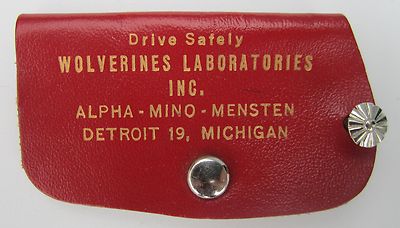 Drive Safely
WOLVERINES LABORATORIES
INC.
ALPHA - MINO - MENSTEN
DETROIT 19, MICHIGAN